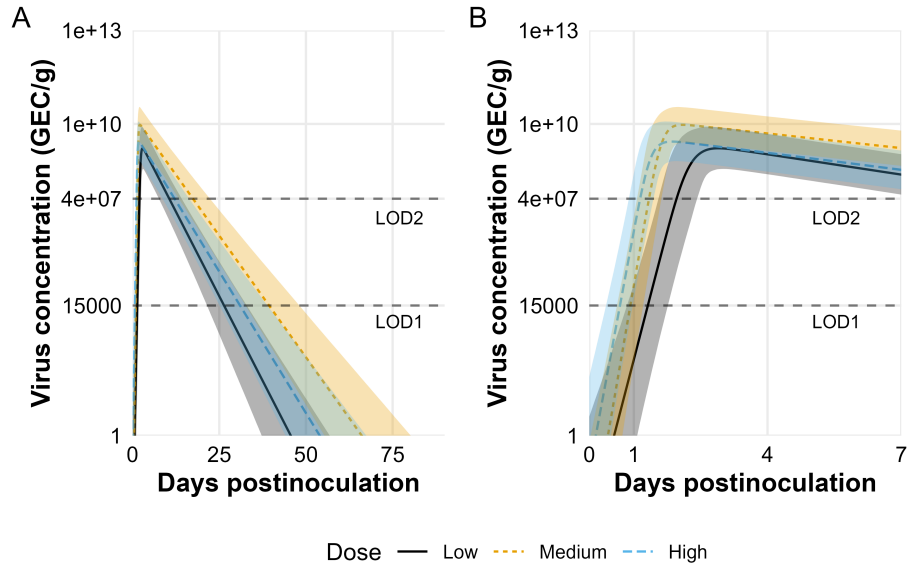 A
Virus concentration (GEC/g)
1e+13
1e+10
4e+07
15000
1
LOD2
LOD1
0 25 50 75
Days postinoculation
B
Virus concentration (GEC/g)
1e+13
1e+10
4e+07
15000
1
LOD2
LOD1
0 1 4 7
Days postinoculation
Dose Low Medium High